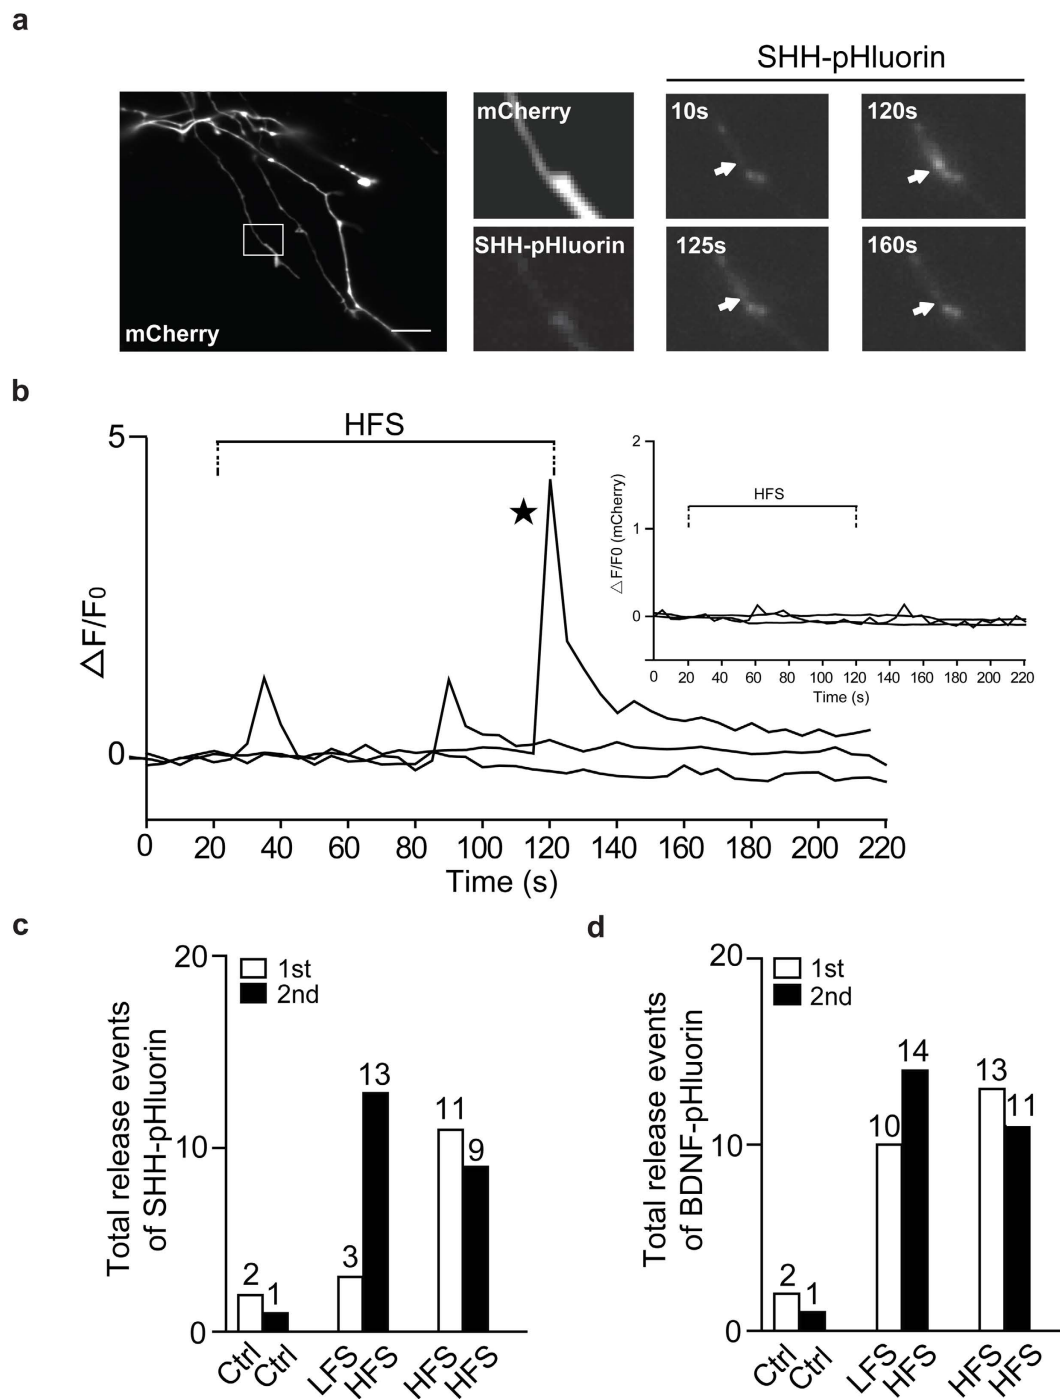 a
SHH-pHluorin
mCherry
mCherry
SHH-pHluorin
10s
120s
125s
160s
b
HFS
5
0
△F/F0
★
0 20 40 60 80 100 120 140 160 180 200 220
Time (s)
HFS
2
1
0
△F/F0 (mCherry)
0 20 40 60 80 100 120 140 160 180 200 220
Time (s)
c
Total release events
of SHH-pHluorin
20
10
0
1st
2nd
2 1 3 13 11 9
Ctrl Ctrl LFS HFS HFS HFS
d
Total release events
of BDNF-pHluorin
20
10
0
1st
2nd
2 1 10 14 13 11
Ctrl Ctrl LFS HFS HFS HFS